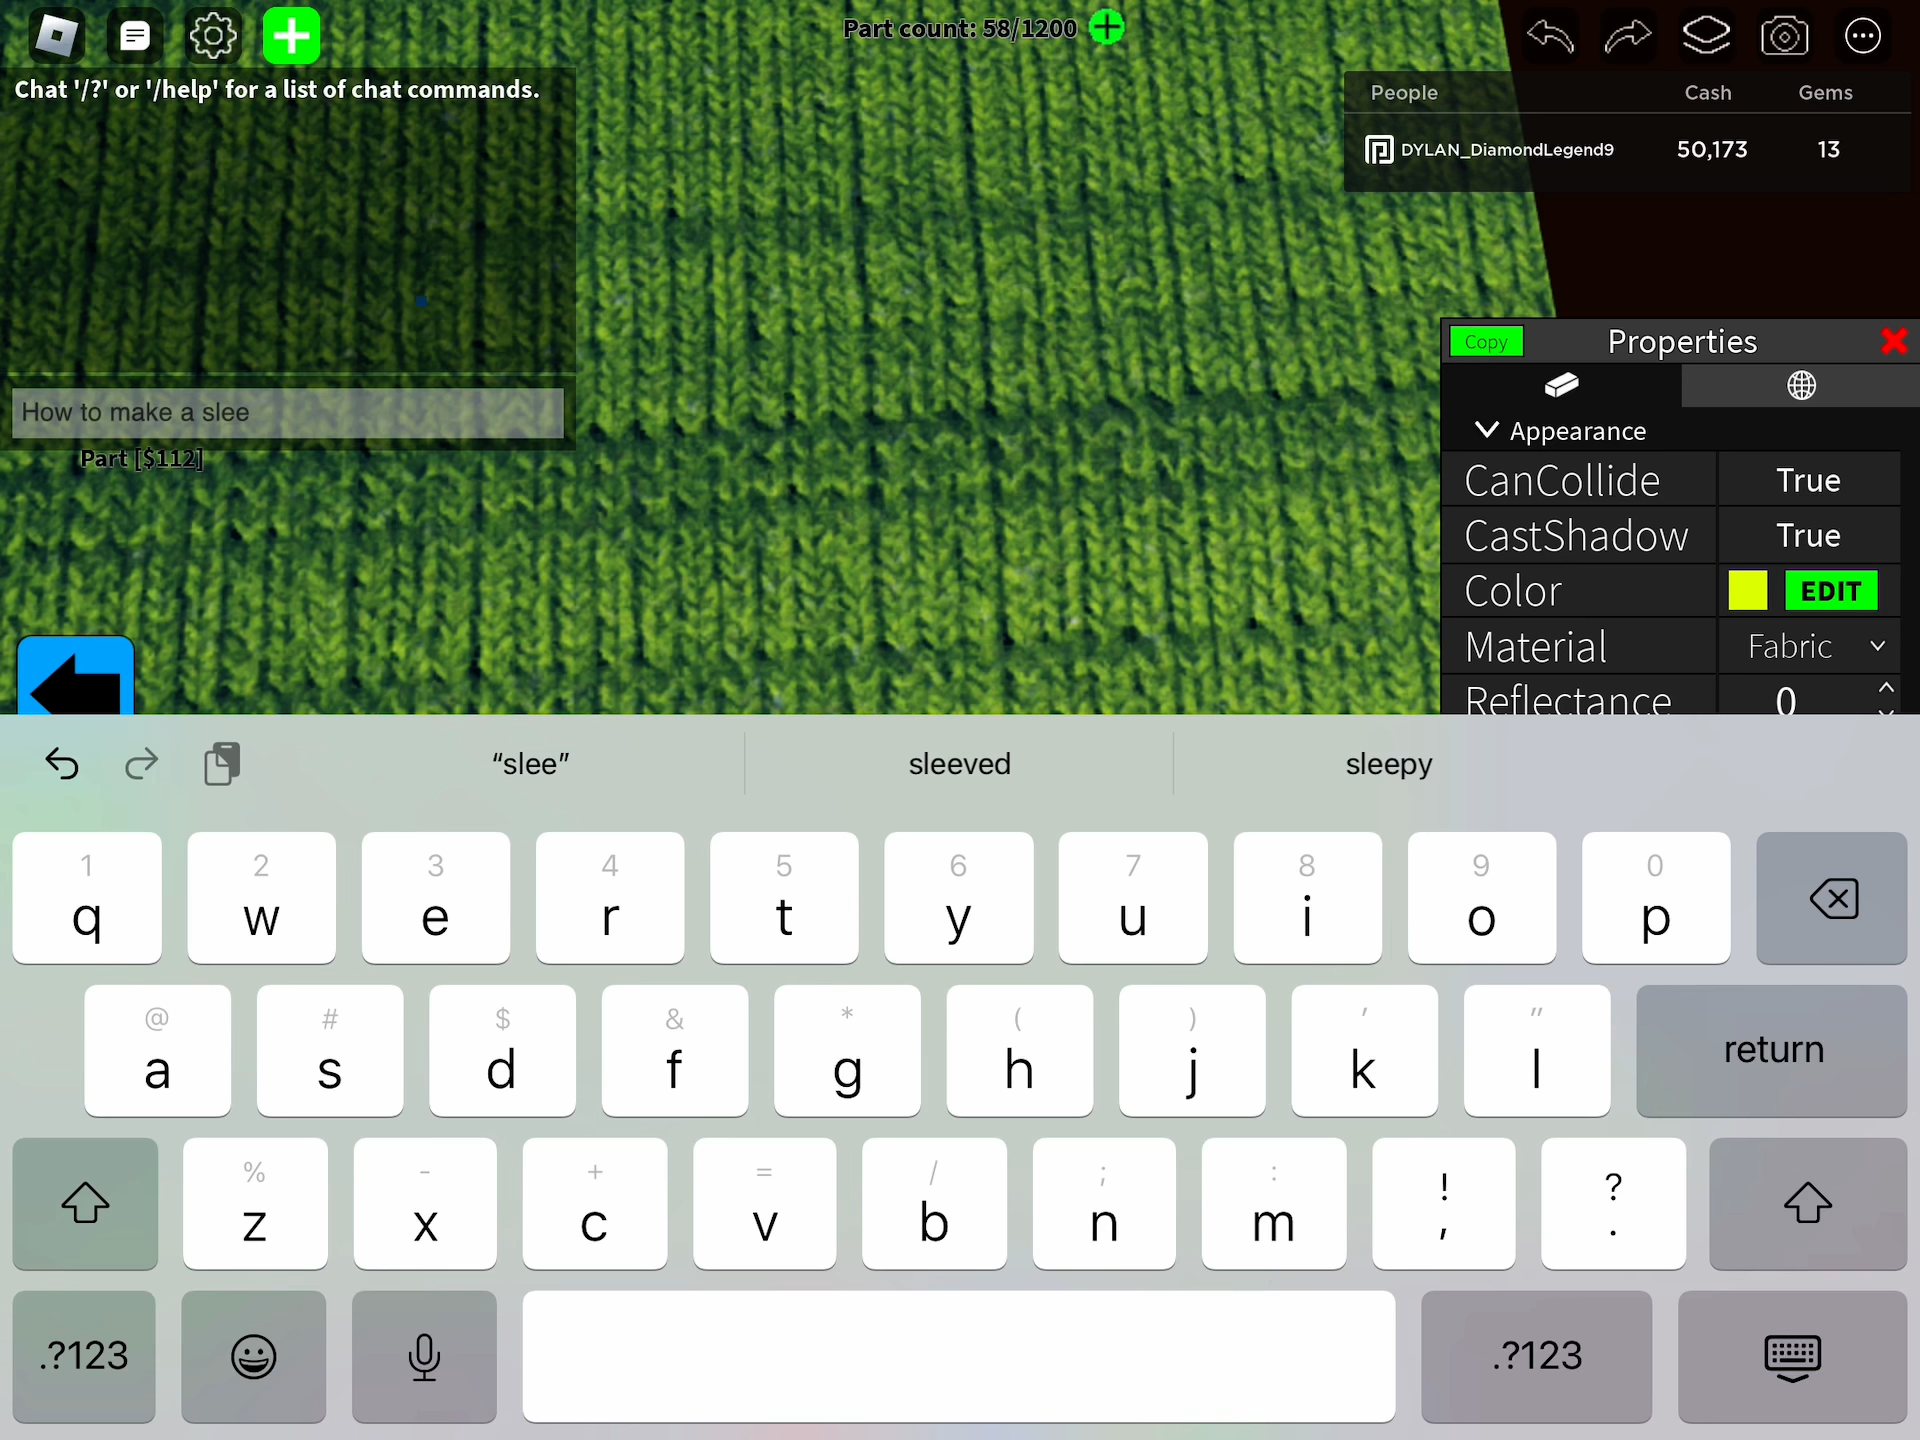 Part count: 58/1200
Chat '/?' or '/help' for a list of chat commands.
People Cash Gems
DYLAN_DiamondLegend9 50,173 13
How to make a slee
Part [$112]
Copy Properties
Appearance
CanCollide True
CastShadow True
Color EDIT
Material Fabric
Reflectance 0
“slee” sleeved sleepy
1 2 3 4 5 6 7 8 9 0
q w e r t y u i o p
@ # $ & * ( ) ' "
a s d f g h j k l return
% - + = / ; : ! ?
z x c v b n m , .
.?123 .?123